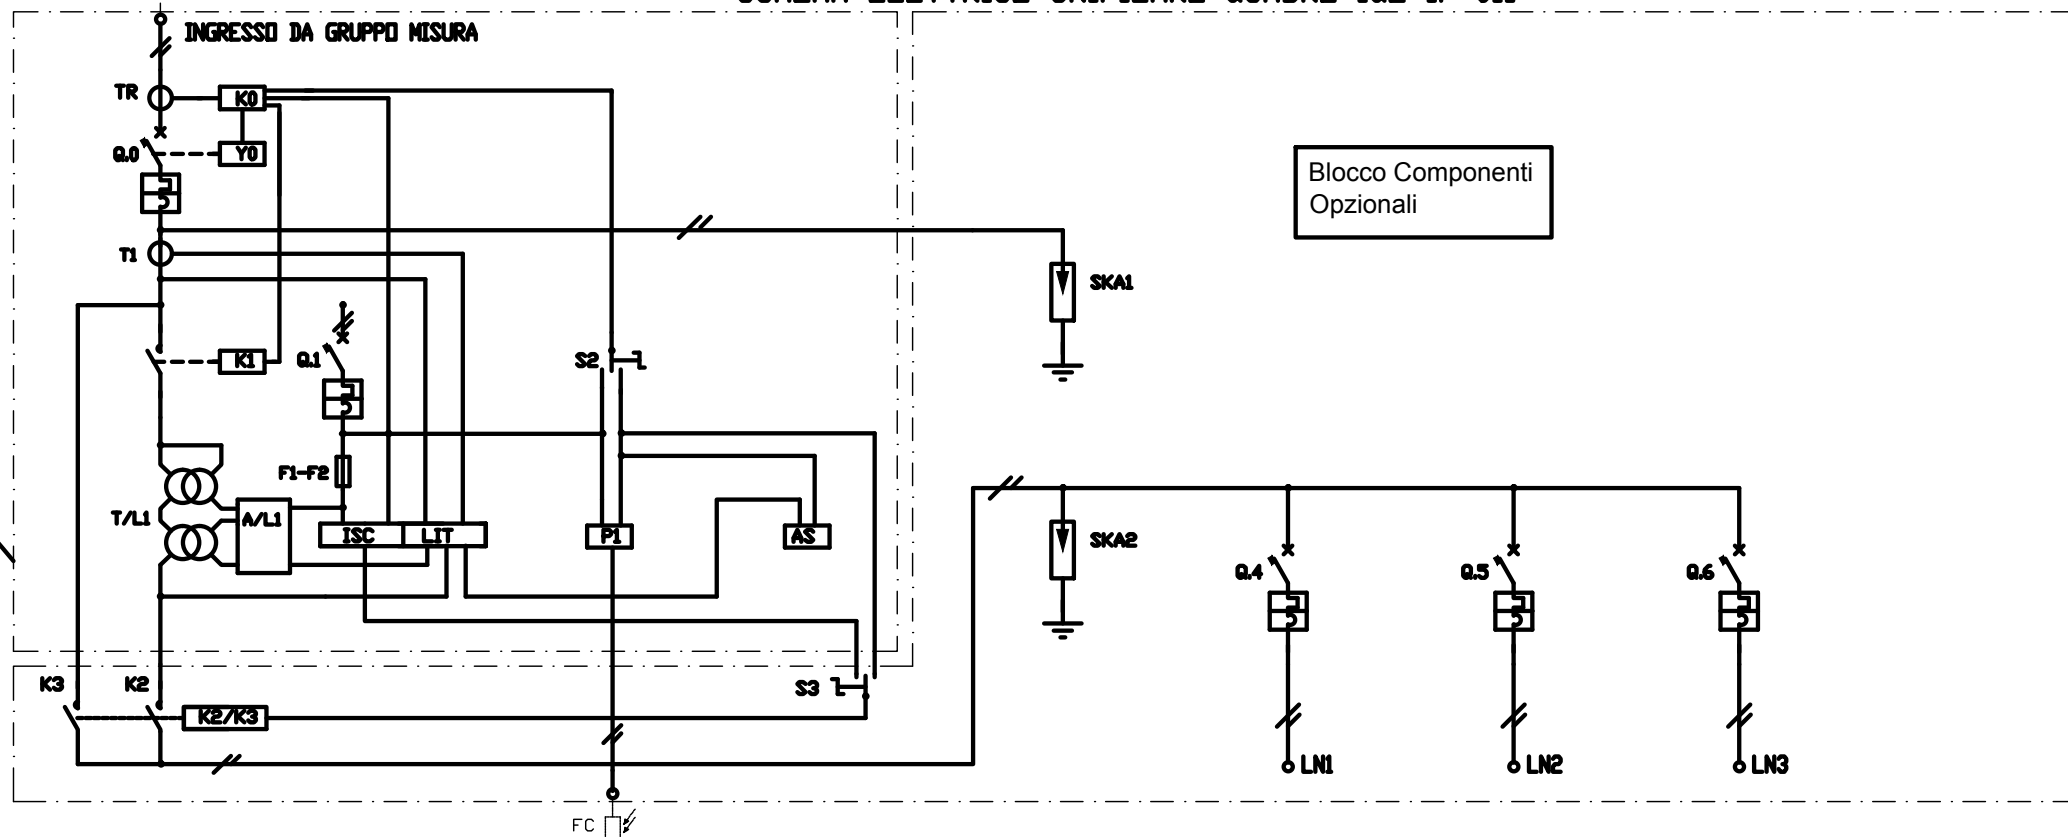 INGRESSO DA GRUPPO MISURA
TR
K0
Q.0
Y0
Blocco Componenti
Opzionali
T1
SKA1
K1
Q.1
S2
F1-F2
T/L1
A/L1
ISC
LIT
P1
AS
SKA2
Q.4
Q.5
Q.6
K3
K2
S3
K2/K3
LN1
LN2
LN3
FC